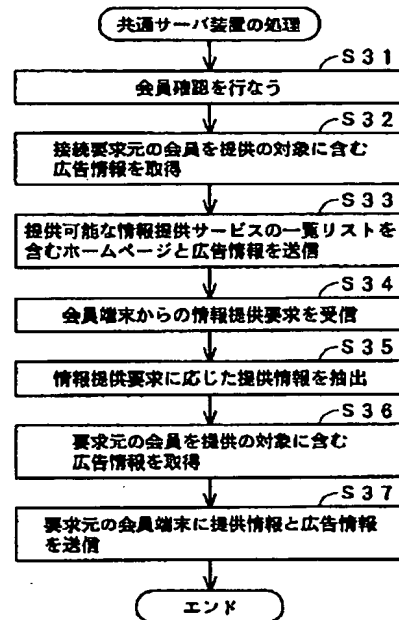 共通サーバ装置の処理
S31
会員確認を行なう
S32
接続要求元の会員を提供の対象に含む
広告情報を取得
S33
提供可能な情報提供サービスの一覧リストを
含むホームページと広告情報を送信
S34
会員端末からの情報提供要求を受信
S35
情報提供要求に応じた提供情報を抽出
S36
要求元の会員を提供の対象に含む
広告情報を取得
S37
要求元の会員端末に提供情報と広告情報
を送信
エンド